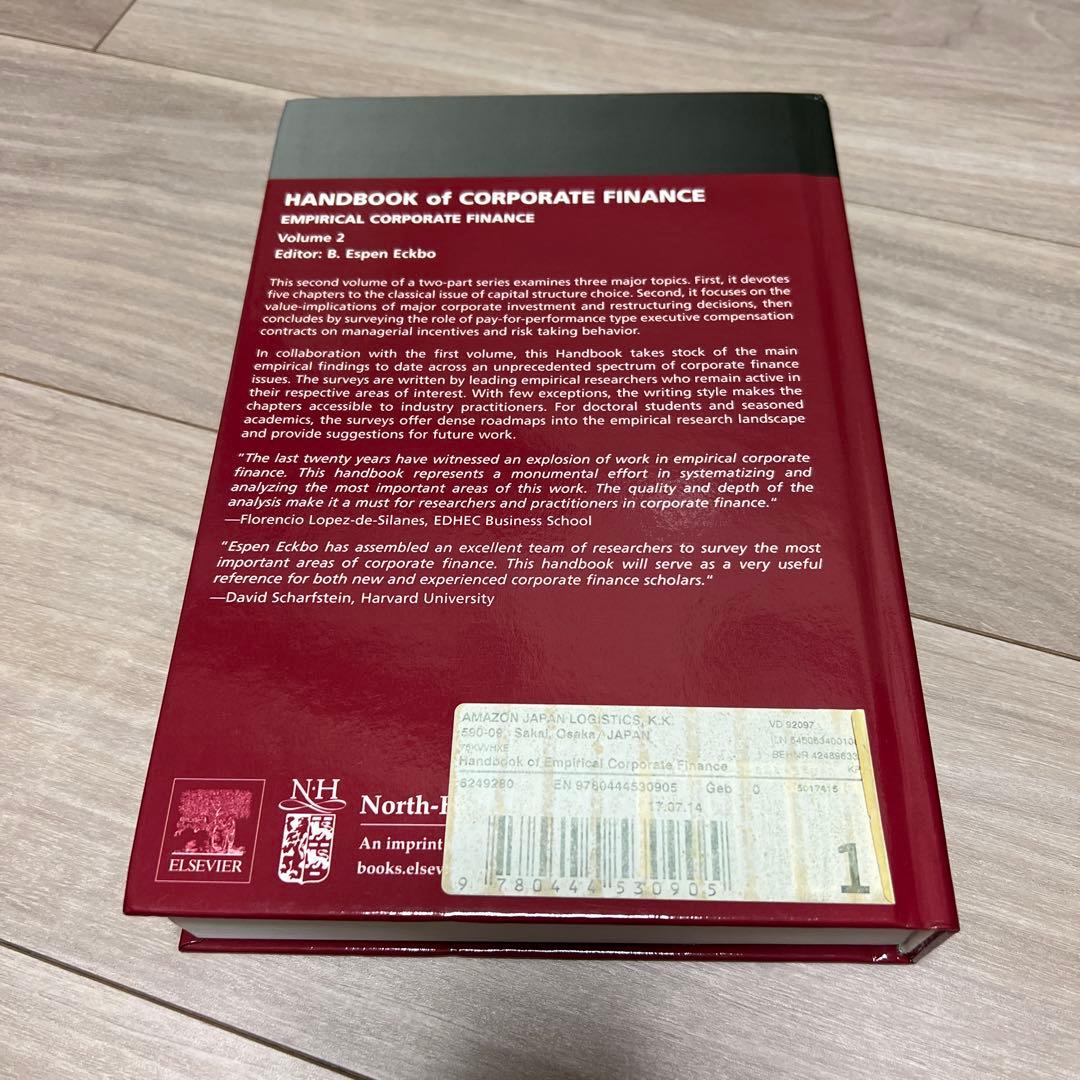 HANDBOOK of CORPORATE FINANCE
EMPIRICAL CORPORATE FINANCE
Volume 2
Editor: B. Espen Eckbo
This second volume of a two-part series examines three major topics. First, it devotes
five chapters to the classical issue of capital structure choice. Second, it focuses on the
value-implications of major corporate investment and restructuring decisions, then
concludes by surveying the role of pay-for-performance type executive compensation
contracts on managerial incentives and risk taking behavior.
In collaboration with the first volume, this Handbook takes stock of the main
empirical findings to date across an unprecedented spectrum of corporate finance
issues. The surveys are written by leading empirical researchers who remain active in
their respective areas of interest. With few exceptions, the writing style makes the
chapters accessible to industry practitioners. For doctoral students and seasoned
academics, the surveys offer dense roadmaps into the empirical research landscape
and provide suggestions for future work.
"The last twenty years have witnessed an explosion of work in empirical corporate
finance. This handbook represents a monumental effort in systematizing and
analyzing the most important areas of this work. The quality and depth of the
analysis make it a must for researchers and practitioners in corporate finance."
—Florencio Lopez-de-Silanes, EDHEC Business School
"Espen Eckbo has assembled an excellent team of researchers to survey the most
important areas of corporate finance. This handbook will serve as a very useful
reference for both new and experienced corporate finance scholars."
—David Scharfstein, Harvard University
AMAZON JAPAN LOGISTICS, K.K. VD 92097
590-09, Sakai, Osaka/ JAPAN
Handbook of Empirical Corporate Finance
6249280 EN 9780444530905 Geb 0 5017415
17.07.14
9 780444 530905
1
ELSEVIER
N·H
North-
An imprint
books.elsev